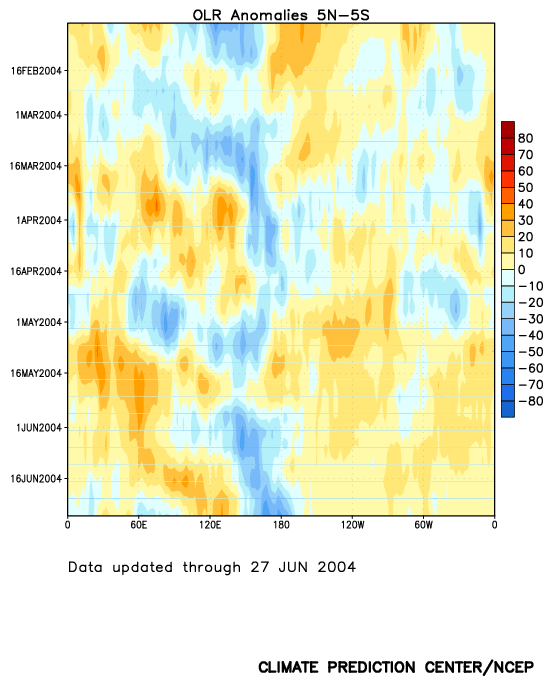 OLR Anomalies 5N–5S
16FEB2004
1MAR2004
16MAR2004
1APR2004
16APR2004
1MAY2004
16MAY2004
1JUN2004
16JUN2004
0 60E 120E 180 120W 60W 0
80
70
60
50
40
30
20
10
0
−10
−20
−30
−40
−50
−60
−70
−80
Data updated through 27 JUN 2004
CLIMATE PREDICTION CENTER/NCEP